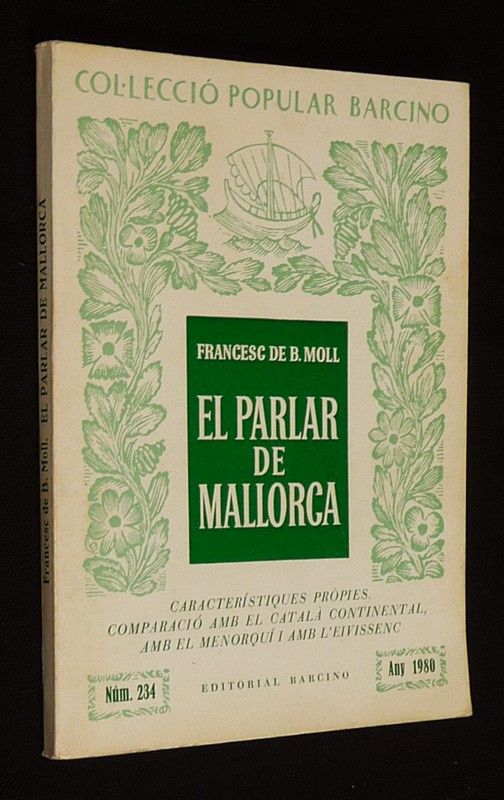 COL·LECCIÓ POPULAR BARCINO
FRANCESC DE B. MOLL
EL PARLAR
DE
MALLORCA
CARACTERÍSTIQUES PRÒPIES.
COMPARACIÓ AMB EL CATALÀ CONTINENTAL,
AMB EL MENORQUÍ I AMB L'EIVISSENC
Núm. 234
EDITORIAL BARCINO
Any 1980
Francesc de B. Moll. EL PARLAR DE MALLORCA